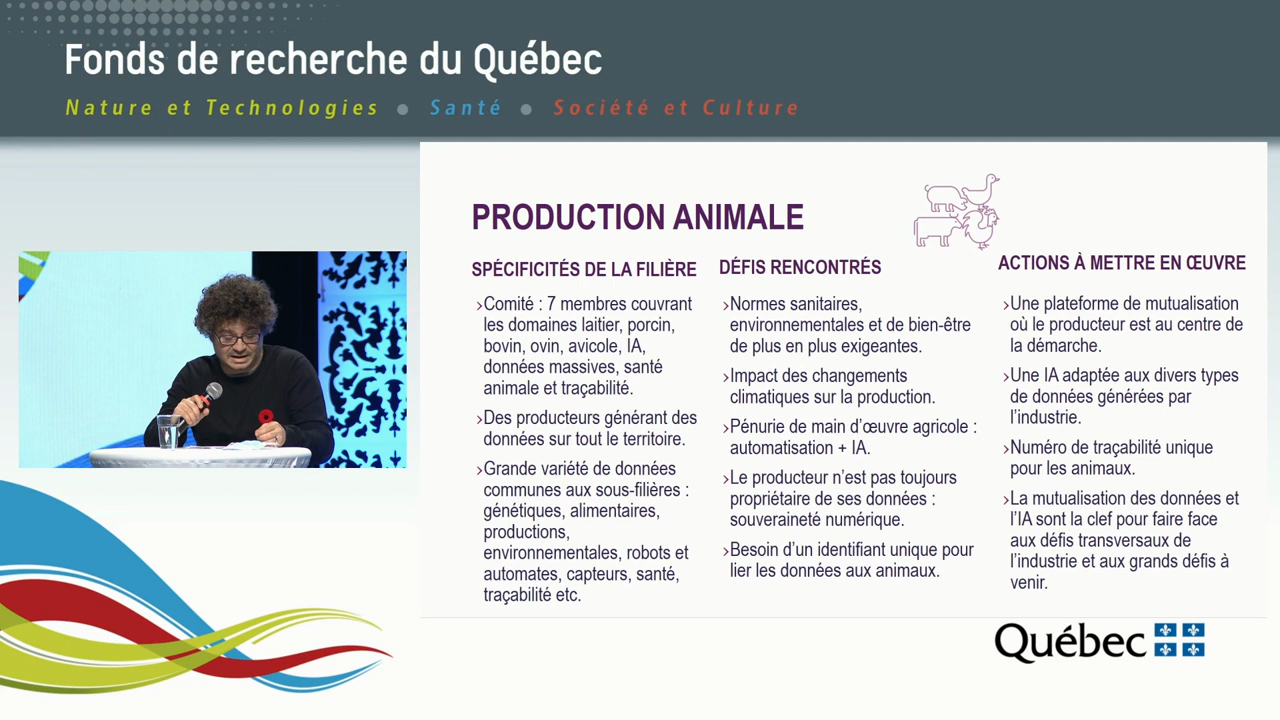 Fonds de recherche du Québec
Nature et Technologies ● Santé ● Société et Culture
PRODUCTION ANIMALE
SPÉCIFICITÉS DE LA FILIÈRE
›Comité : 7 membres couvrant
les domaines laitier, porcin,
bovin, ovin, avicole, IA,
données massives, santé
animale et traçabilité.
›Des producteurs générant des
données sur tout le territoire.
›Grande variété de données
communes aux sous-filières :
génétiques, alimentaires,
productions,
environnementales, robots et
automates, capteurs, santé,
traçabilité etc.
DÉFIS RENCONTRÉS
›Normes sanitaires,
environnementales et de bien-être
de plus en plus exigeantes.
›Impact des changements
climatiques sur la production.
›Pénurie de main d’œuvre agricole :
automatisation + IA.
›Le producteur n’est pas toujours
propriétaire de ses données :
souveraineté numérique.
›Besoin d’un identifiant unique pour
lier les données aux animaux.
ACTIONS À METTRE EN ŒUVRE
›Une plateforme de mutualisation
où le producteur est au centre de
la démarche.
›Une IA adaptée aux divers types
de données générées par
l’industrie.
›Numéro de traçabilité unique
pour les animaux.
›La mutualisation des données et
l’IA sont la clef pour faire face
aux défis transversaux de
l’industrie et aux grands défis à
venir.
Québec